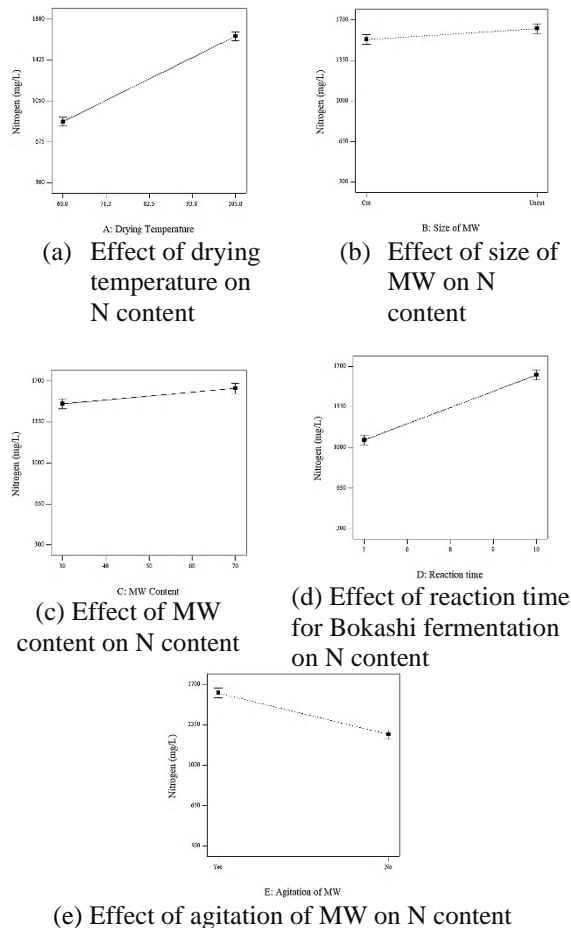 Nitrogen (mg/L)
1800
1425
1050
675
300
60.0
71.3
82.5
93.8
105.0
A: Drying Temperature
(a) Effect of drying
temperature on
N content
Nitrogen (mg/L)
1700
1350
1000
650
300
Cut
Uncut
B: Size of MW
(b) Effect of size of
MW on N
content
Nitrogen (mg/L)
1700
1350
1000
650
300
30
40
50
60
70
C: MW Content
(c) Effect of MW
content on N content
Nitrogen (mg/L)
1700
1000
650
300
5
6
8
9
10
D: Reaction time
(d) Effect of reaction time
for Bokashi fermentation
on N content
Nitrogen (mg/L)
1700
1350
1000
650
300
Yes
No
E: Agitation of MW
(e) Effect of agitation of MW on N content